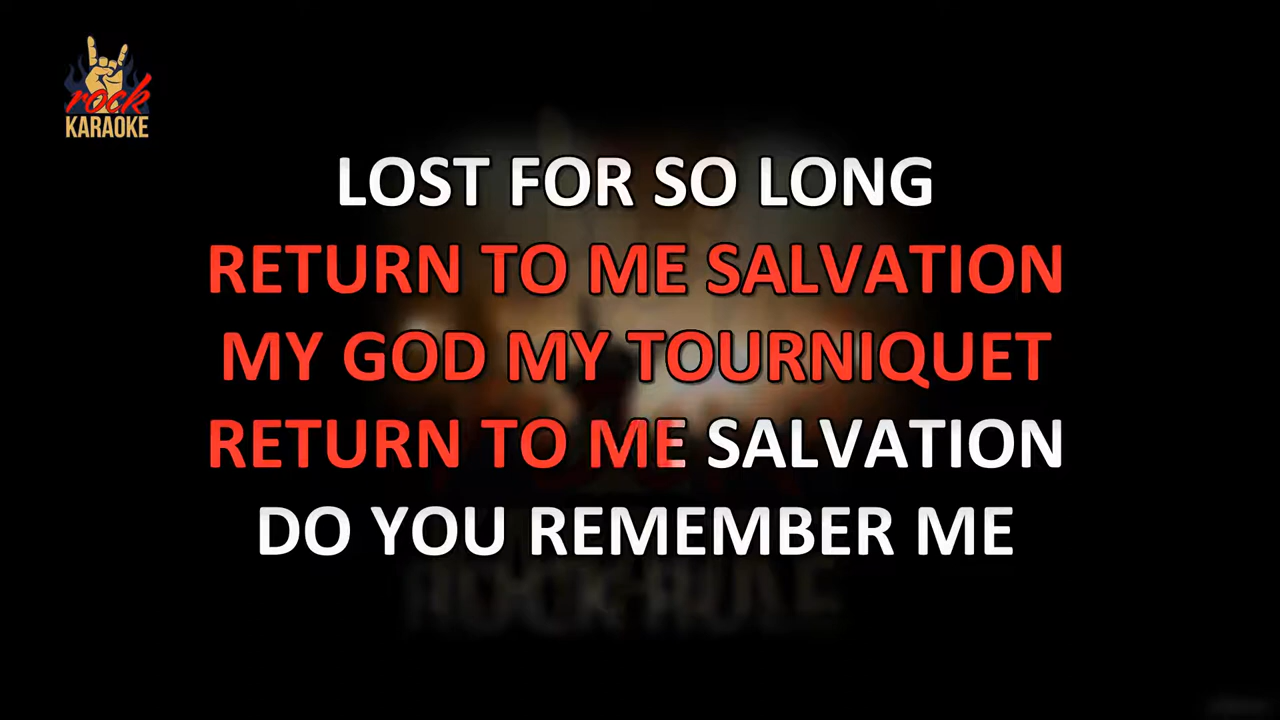 rock
KARAOKE
LOST FOR SO LONG
RETURN TO ME SALVATION
MY GOD MY TOURNIQUET
RETURN TO ME SALVATION
DO YOU REMEMBER ME